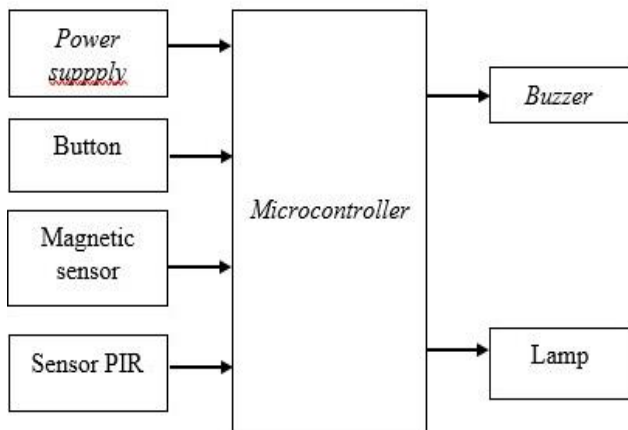 Power
suppply
Button
Magnetic
sensor
Sensor PIR
Microcontroller
Buzzer
Lamp